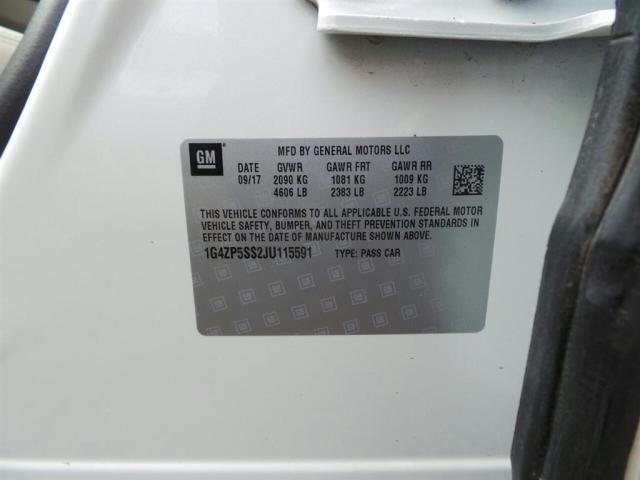 GM MFD BY GENERAL MOTORS LLC
DATE GVWR GAWR FRT GAWR RR
09/17 2090 KG 1081 KG 1009 KG
4606 LB 2383 LB 2223 LB
THIS VEHICLE CONFORMS TO ALL APPLICABLE U.S. FEDERAL MOTOR
VEHICLE SAFETY, BUMPER, AND THEFT PREVENTION STANDARDS IN
EFFECT ON THE DATE OF MANUFACTURE SHOWN ABOVE.
1G4ZP5SS2JU115591 TYPE: PASS CAR